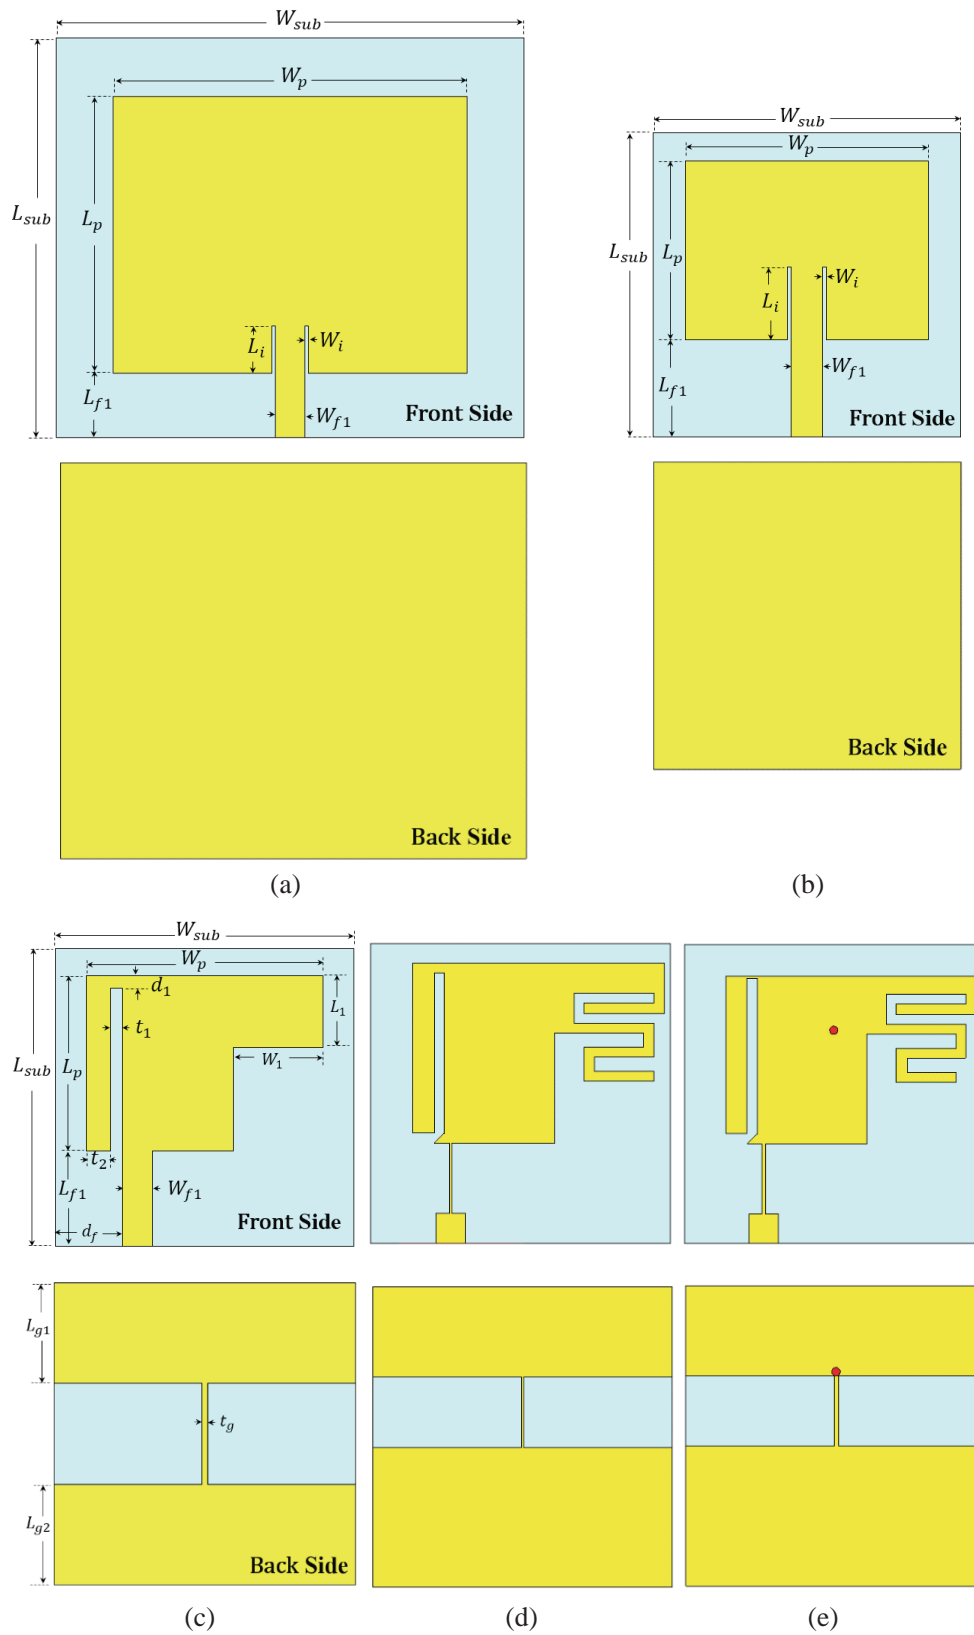 W_sub
W_p
L_sub
L_p
L_i
W_i
L_f1
W_f1
Front Side
Back Side
(a)
W_sub
W_p
L_sub
L_p
L_i
W_i
L_f1
W_f1
Front Side
Back Side
(b)
W_sub
W_p
d_1
L_1
t_1
L_sub
L_p
W_1
t_2
L_f1
W_f1
d_f
Front Side
L_g1
t_g
L_g2
Back Side
(c)
(d)
(e)